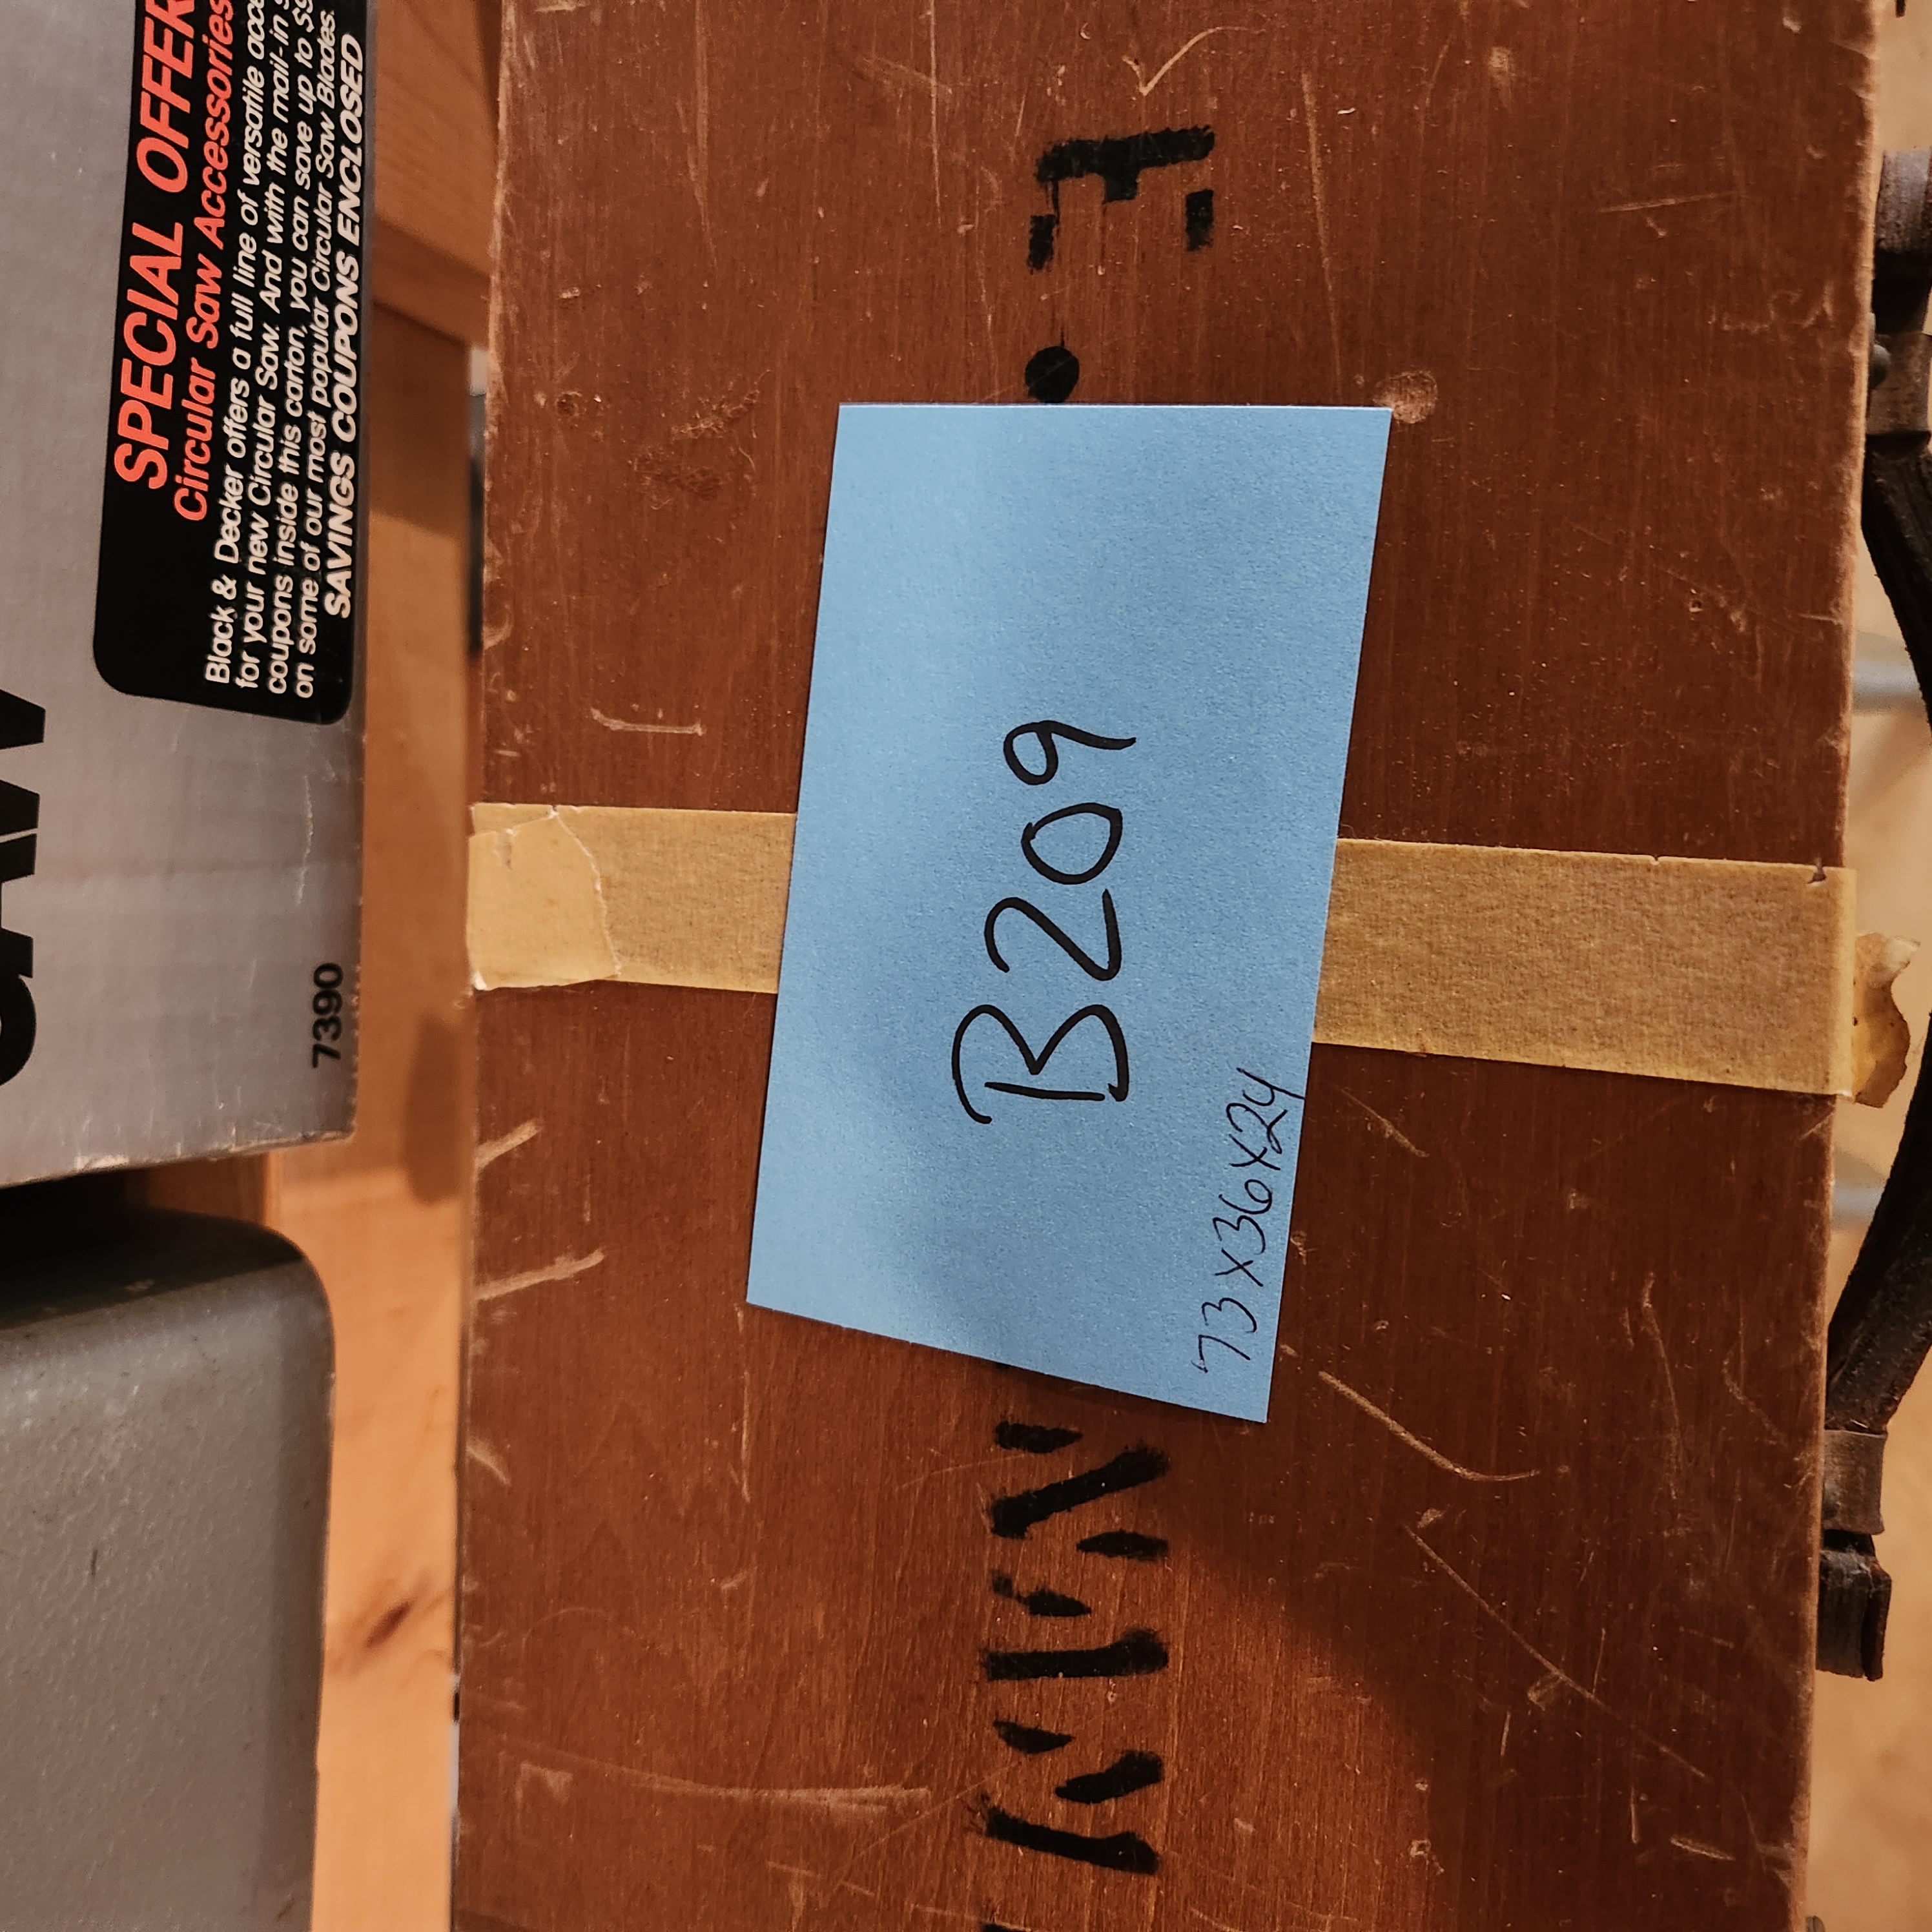 SPECIAL OFFER
Circular Saw Accessories
Black & Decker offers a full line of versatile
for your new Circular Saw. And with the mail-in
coupons inside this carton, you can save up to
on some of our most popular Circular Saw Blades.
SAVINGS COUPONS ENCLOSED
7390
B209
73X36X24